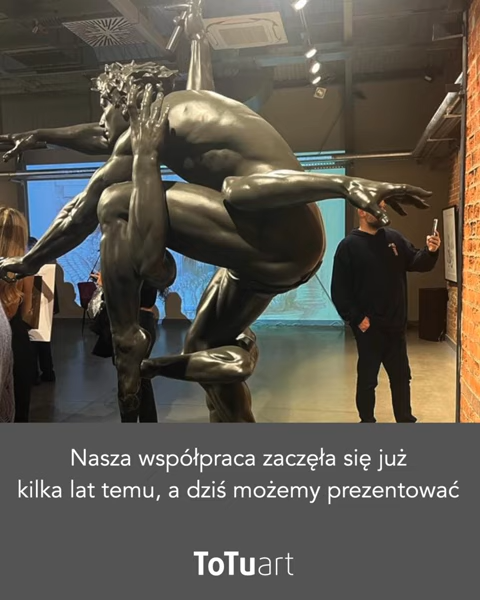 Nasza współpraca zaczęła się już
kilka lat temu, a dziś możemy prezentować
ToTuart